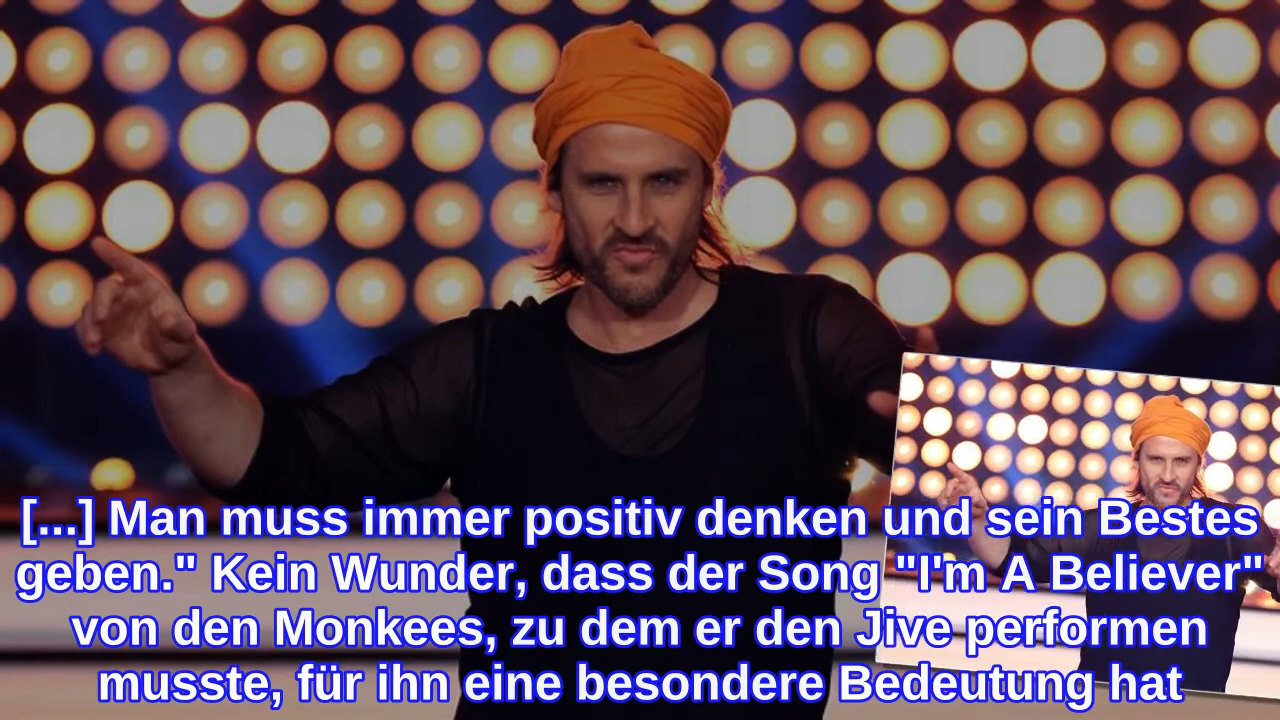 [...] Man muss immer positiv denken und sein Bestes
geben." Kein Wunder, dass der Song "I'm A Believer"
von den Monkees, zu dem er den Jive performen
musste, für ihn eine besondere Bedeutung hat